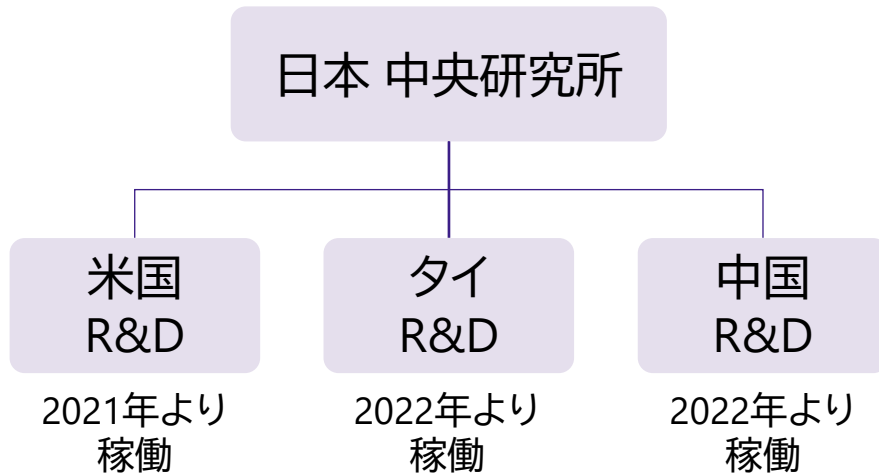 日本 中央研究所
米国
R&D
タイ
R&D
中国
R&D
2021年より
稼働
2022年より
稼働
2022年より
稼働